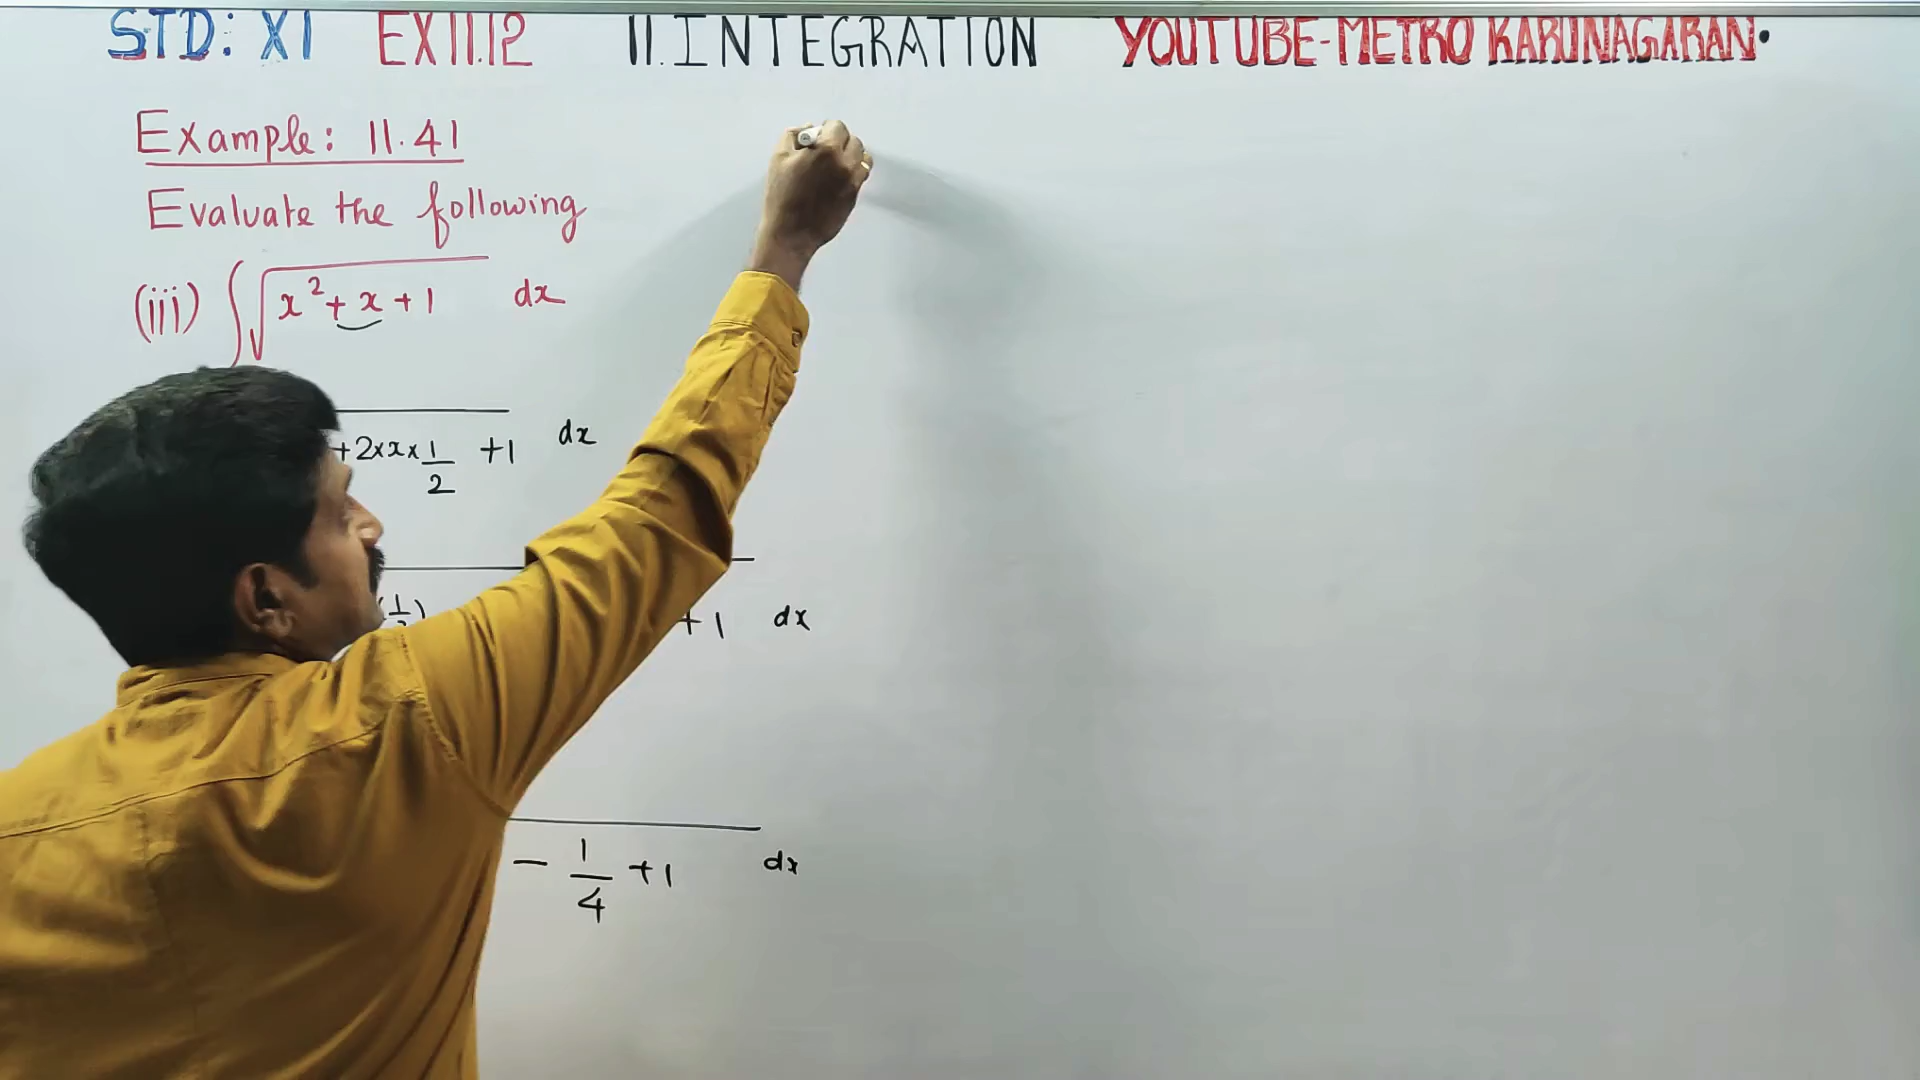 STD: XI EX 11.12 11. INTEGRATION YOUTUBE-METRO KARUNAGARAN.
Example: 11.41
Evaluate the following
(iii) ∫√(x² + x + 1) dx
+2×x×1/2 +1 dx
(1/2) +1 dx
− 1/4 +1 dx